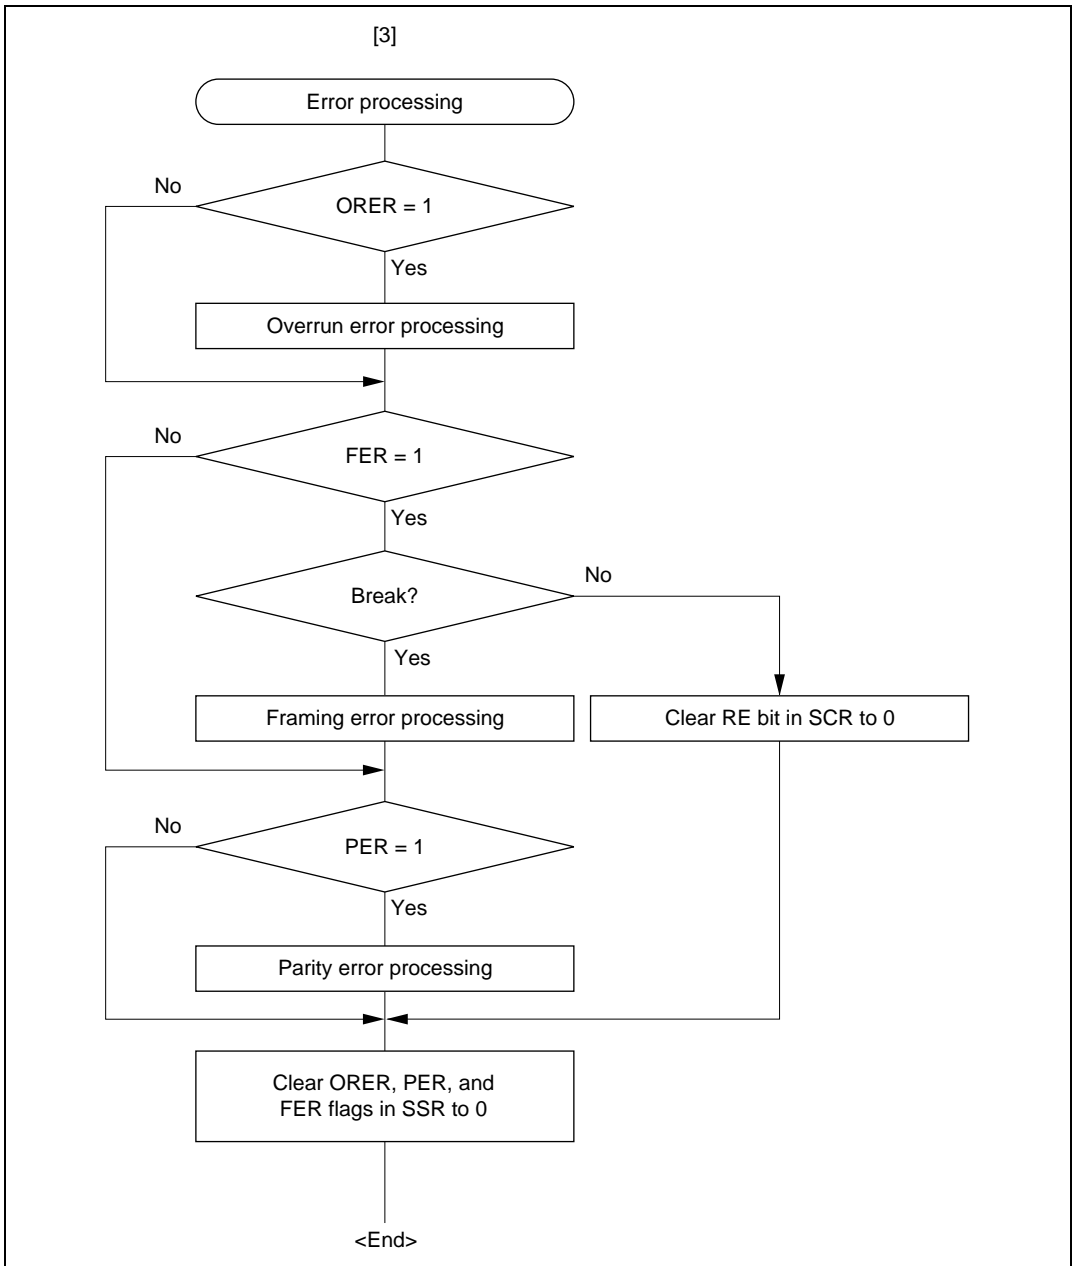 [3]
Error processing
No
ORER = 1
Yes
Overrun error processing
No
FER = 1
Yes
No
Break?
Yes
Framing error processing
Clear RE bit in SCR to 0
No
PER = 1
Yes
Parity error processing
Clear ORER, PER, and
FER flags in SSR to 0
<End>